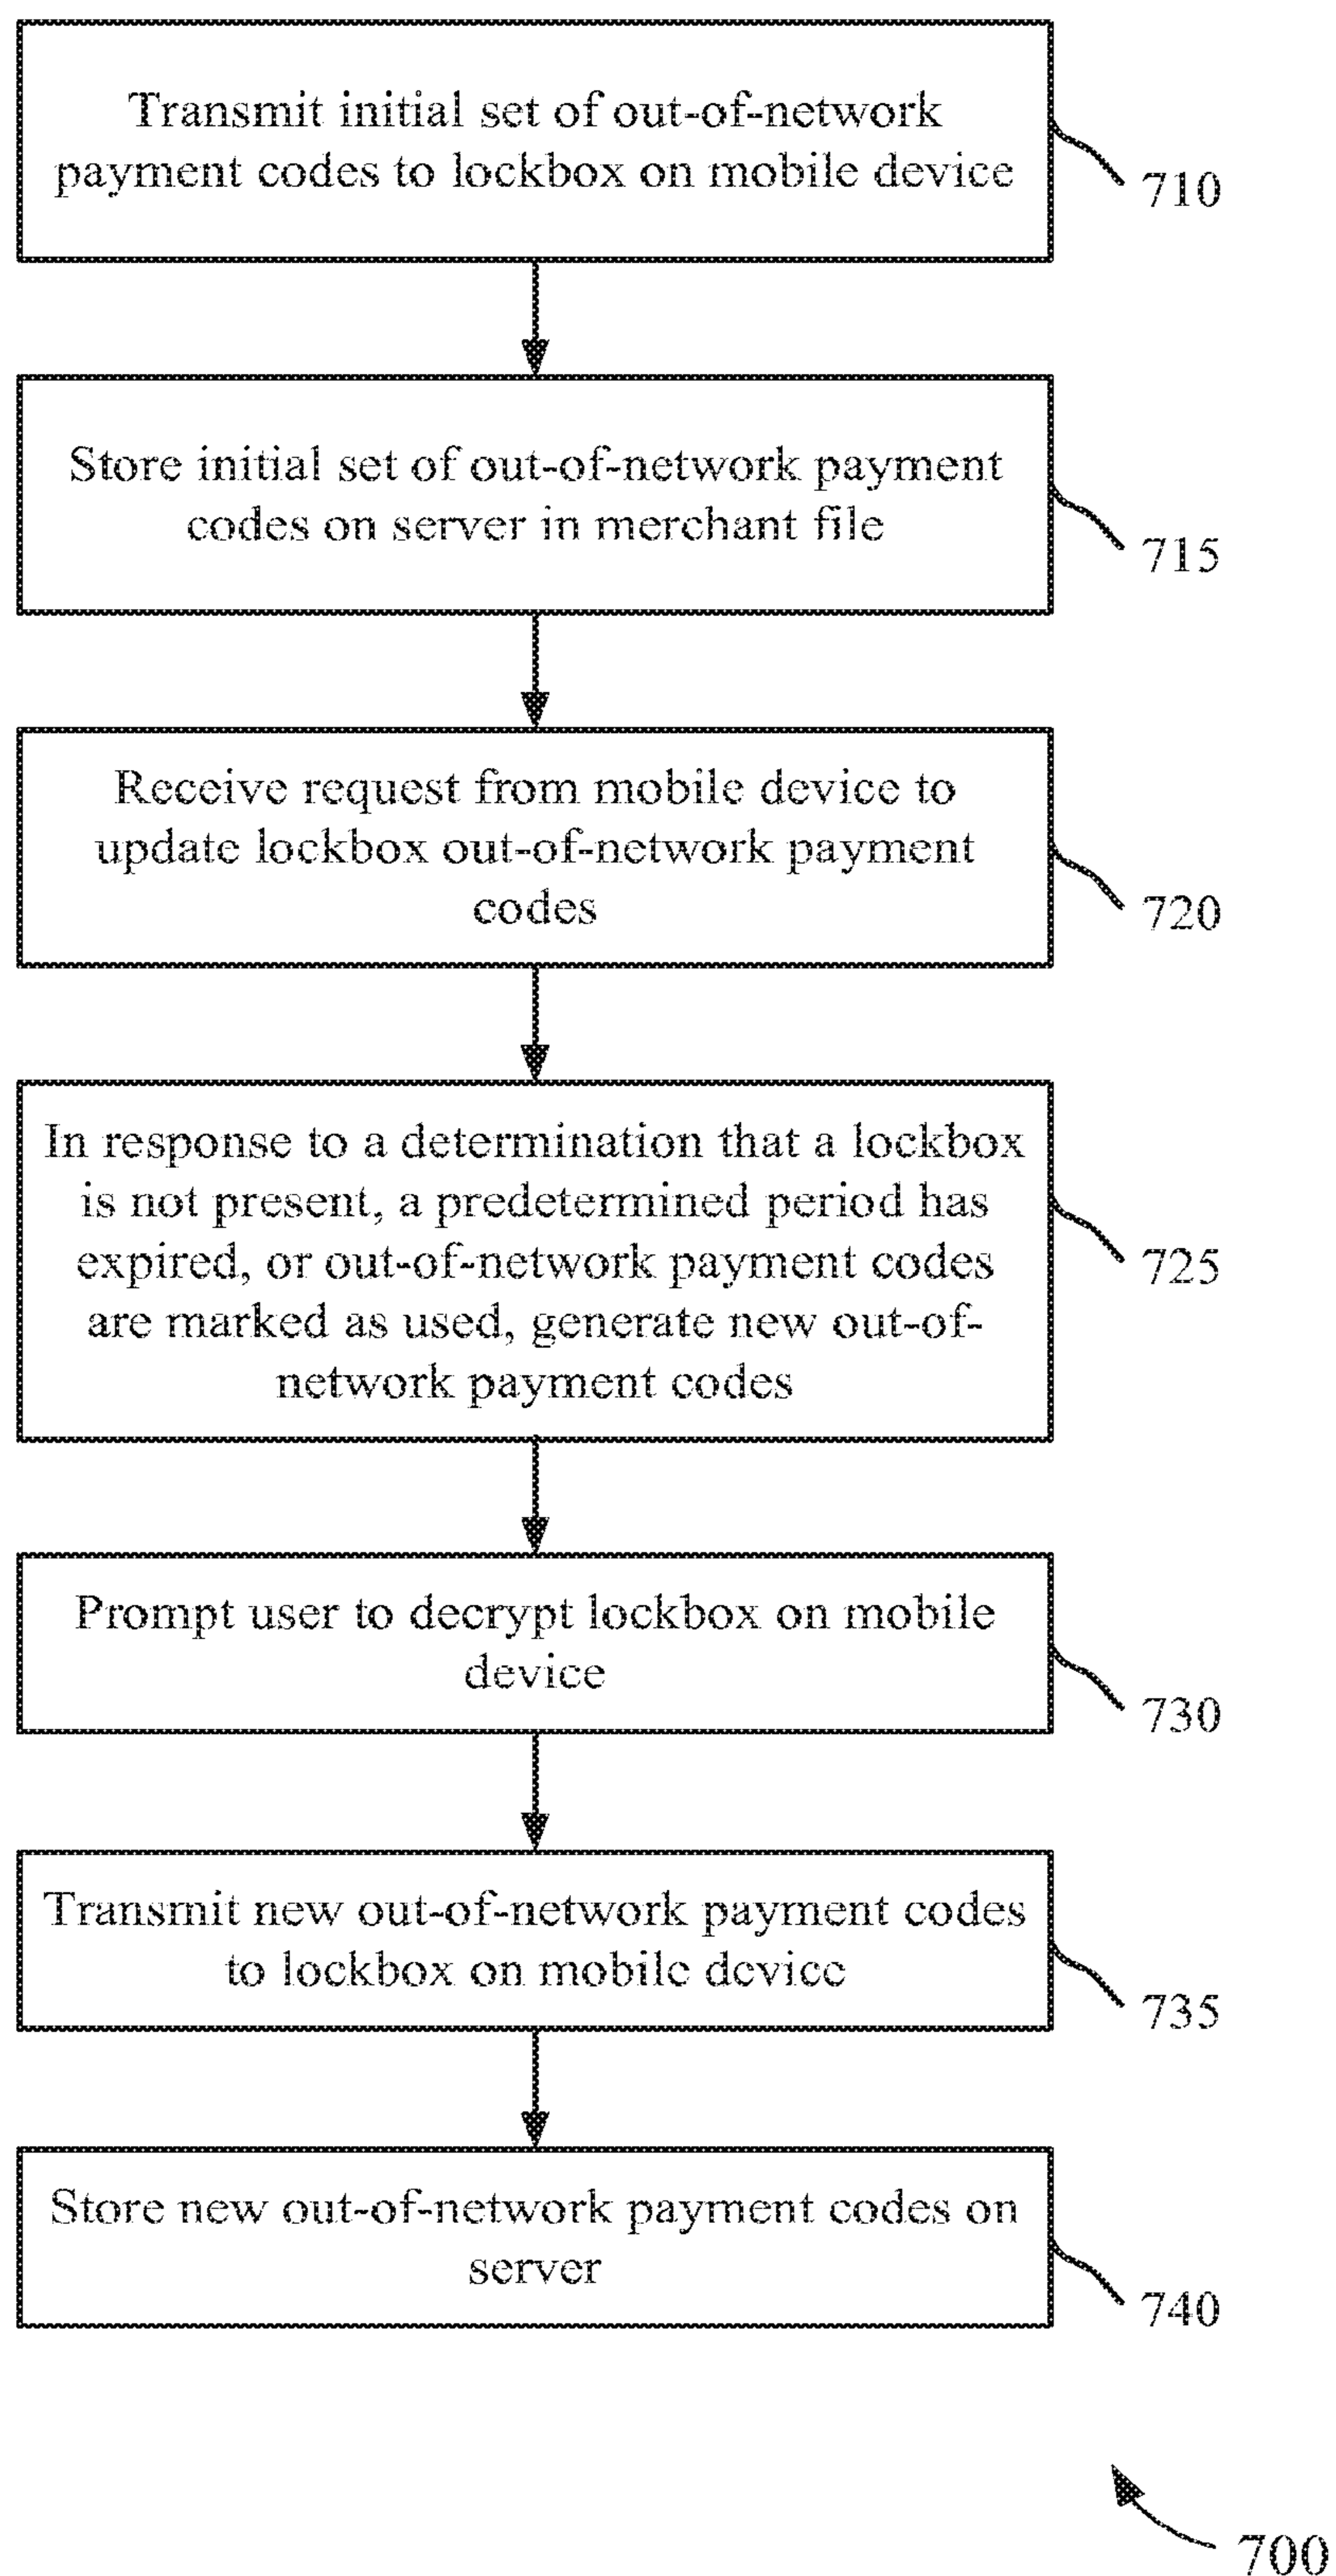 Transmit initial set of out-of-network
payment codes to lockbox on mobile device
710
Store initial set of out-of-network payment
codes on server in merchant file
715
Receive request from mobile device to
update lockbox out-of-network payment
codes
720
In response to a determination that a lockbox
is not present, a predetermined period has
expired, or out-of-network payment codes
are marked as used, generate new out-of-
network payment codes
725
Prompt user to decrypt lockbox on mobile
device
730
Transmit new out-of-network payment codes
to lockbox on mobile device
735
Store new out-of-network payment codes on
server
740
700